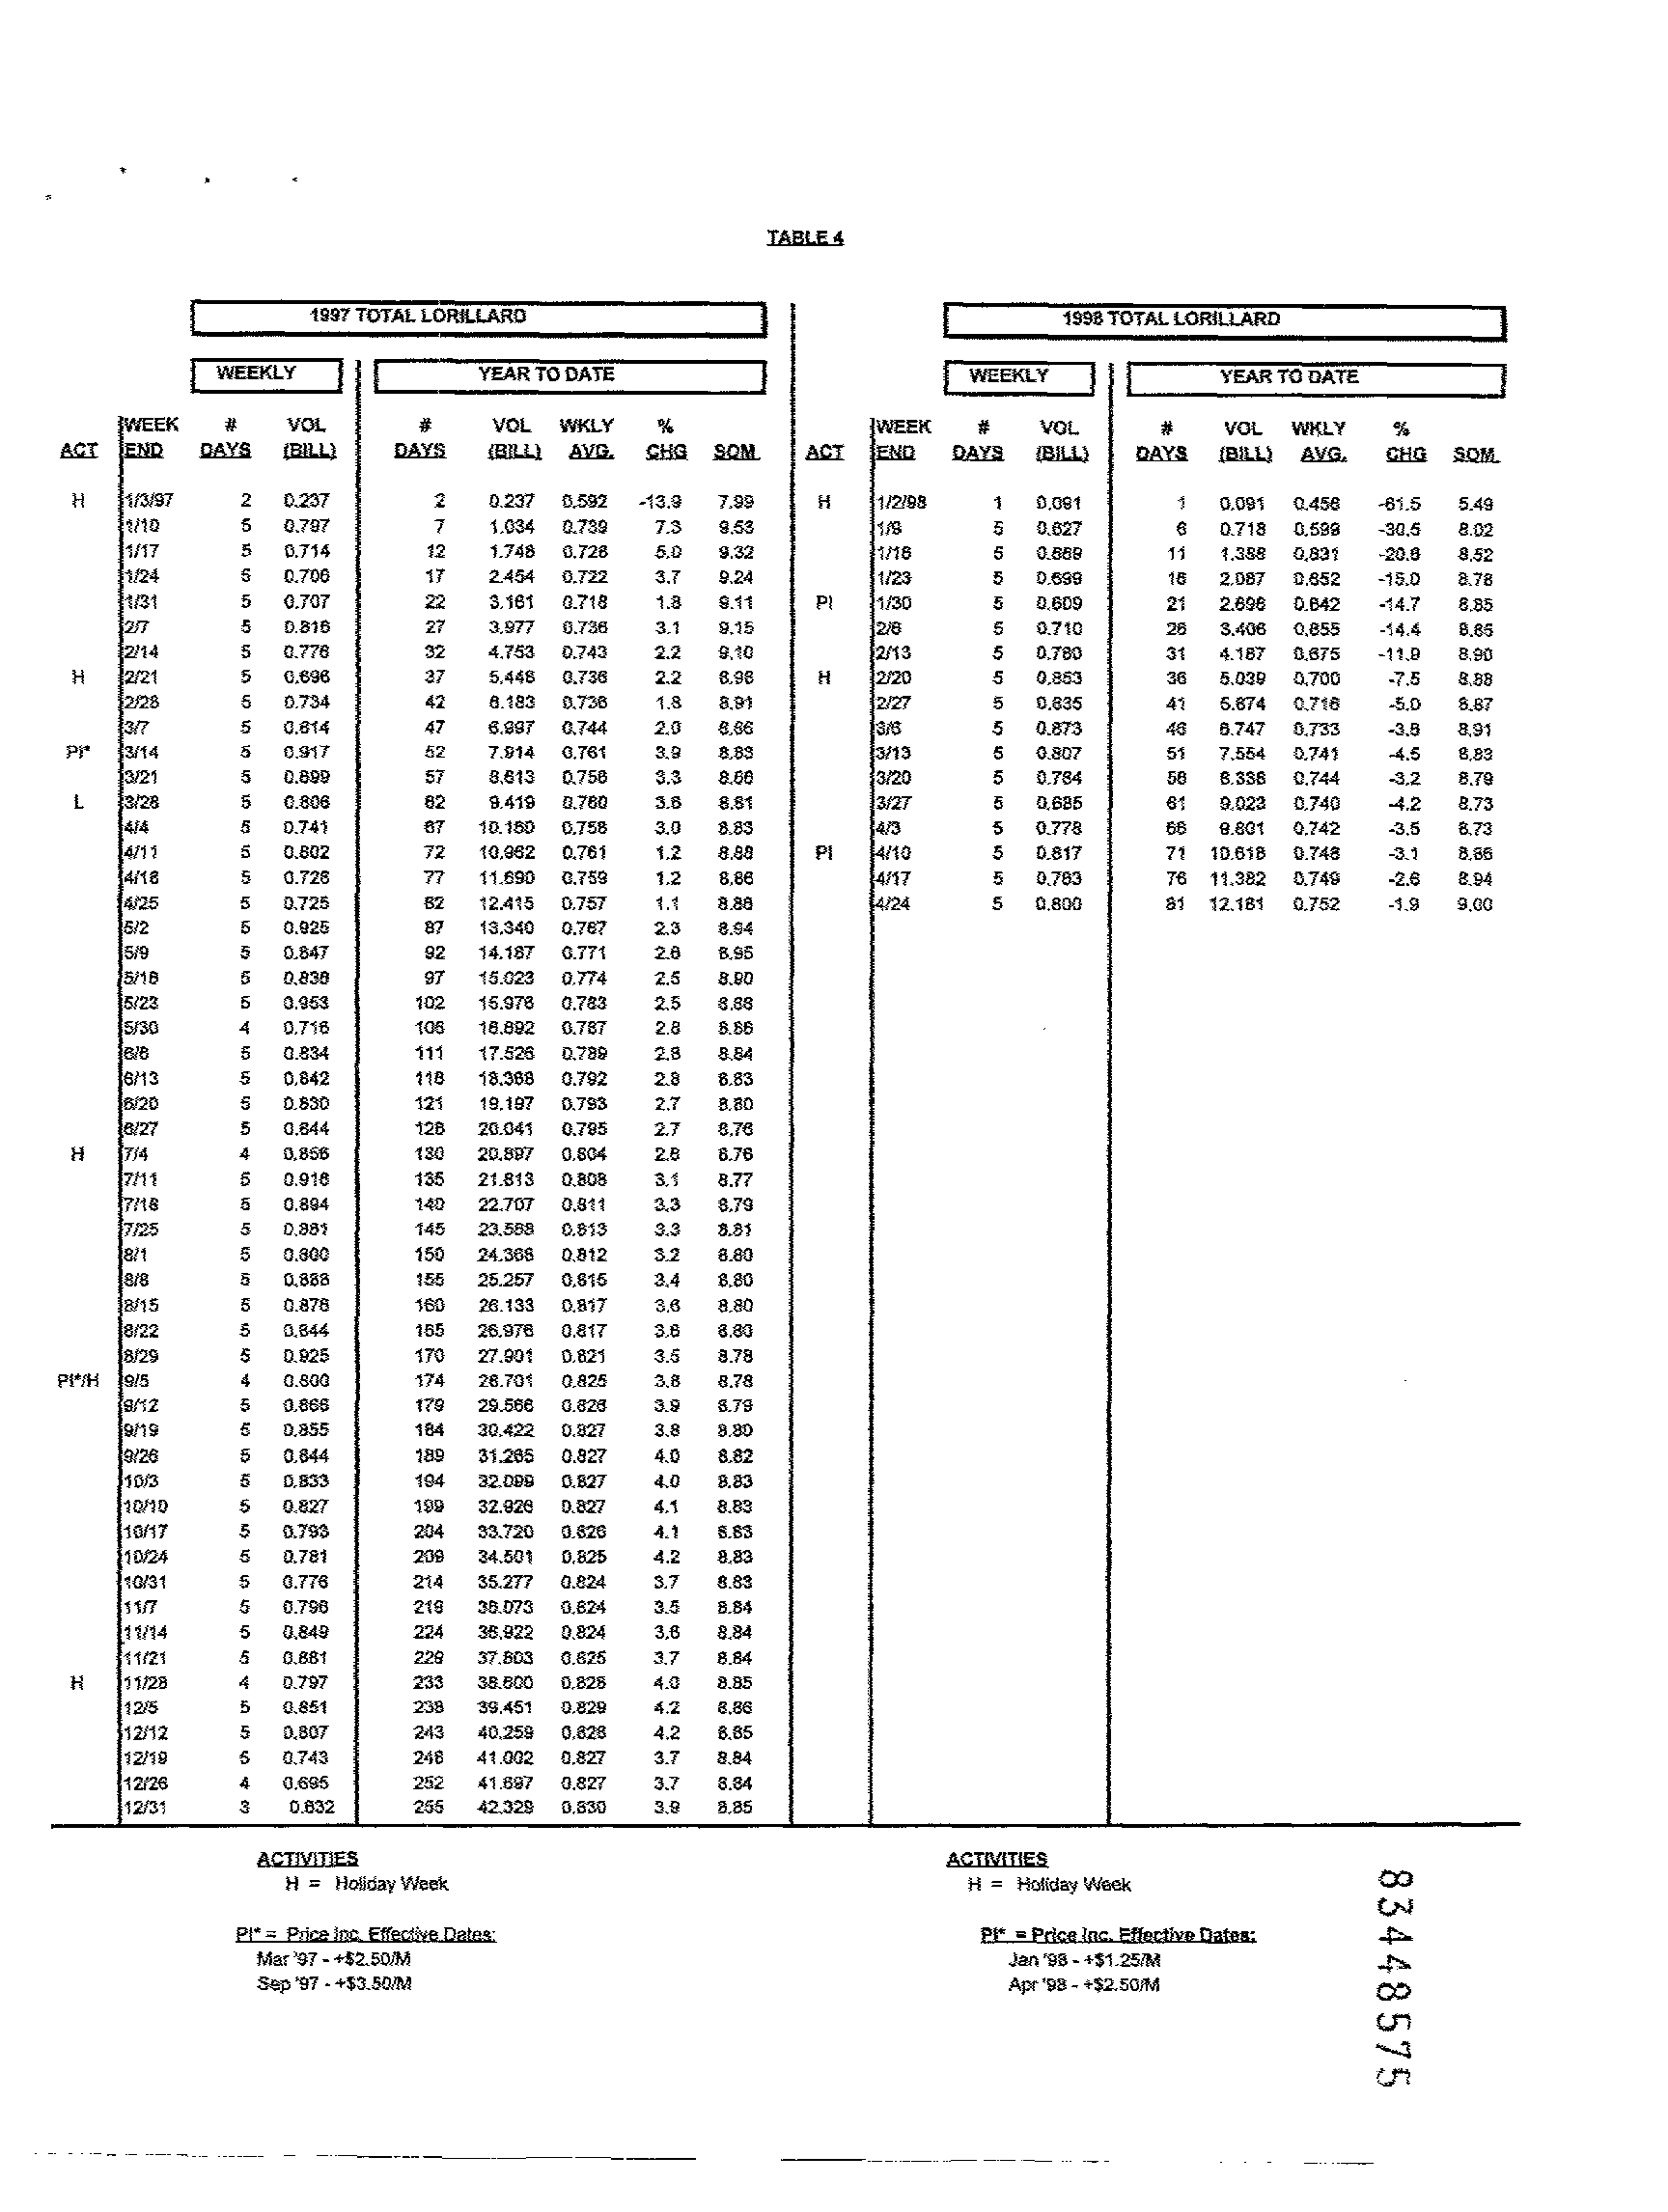 TABLE 4
1997 TOTAL LORILLARD 1998 TOTAL LORILLARD
WEEKLY YEAR TO DATE WEEKLY YEAR TO DATE
WEEK # VOL # VOL WKLY % WEEK # VOL # VOL WKLY %
ACT END DAYS (BILL) DAYS (BILL) AVG. CHG SOM ACT END DAYS (BILL) DAYS (BILL) AVG. CHG SOM
H 1/3/97 2 0.237 2 0.237 0.592 -13.9 7.99 H 1/2/98 1 0.091 1 0.091 0.456 -61.5 5.49
1/10 5 0.797 7 1.034 0.739 7.3 9.53 1/9 5 0.627 6 0.718 0.599 -30.5 8.02
1/17 5 0.714 12 1.748 0.728 5.0 9.32 1/16 5 0.669 11 1.388 0.631 -20.8 8.52
1/24 5 0.706 17 2.454 0.722 3.7 9.24 1/23 5 0.699 16 2.087 0.652 -15.0 8.78
1/31 5 0.707 22 3.161 0.718 1.8 9.11 PI 1/30 5 0.609 21 2.696 0.642 -14.7 8.85
2/7 5 0.816 27 3.977 0.736 3.1 9.15 2/6 5 0.710 26 3.406 0.655 -14.4 8.85
2/14 5 0.776 32 4.753 0.743 2.2 9.10 2/13 5 0.780 31 4.187 0.675 -11.9 8.90
H 2/21 5 0.696 37 5.448 0.736 2.2 8.98 H 2/20 5 0.853 36 5.039 0.700 -7.5 8.88
2/28 5 0.734 42 6.183 0.736 1.8 8.91 2/27 5 0.835 41 5.874 0.716 -5.0 8.87
3/7 5 0.814 47 6.997 0.744 2.0 8.86 3/6 5 0.873 46 6.747 0.733 -3.8 8.91
PI* 3/14 5 0.917 52 7.914 0.761 3.9 8.83 3/13 5 0.807 51 7.554 0.741 -4.5 8.83
3/21 5 0.699 57 8.613 0.756 3.3 8.86 3/20 5 0.784 56 8.338 0.744 -3.2 8.79
L 3/28 5 0.806 62 9.419 0.760 3.6 8.81 3/27 5 0.685 61 9.023 0.740 -4.2 8.73
4/4 5 0.741 67 10.160 0.758 3.0 8.83 4/3 5 0.778 66 9.801 0.742 -3.5 8.73
4/11 5 0.802 72 10.962 0.761 1.2 8.88 PI 4/10 5 0.817 71 10.618 0.748 -3.1 8.86
4/18 5 0.728 77 11.690 0.759 1.2 8.86 4/17 5 0.763 76 11.382 0.749 -2.6 8.94
4/25 5 0.725 82 12.415 0.757 1.1 8.88 4/24 5 0.800 81 12.181 0.752 -1.9 9.00
5/2 5 0.925 87 13.340 0.767 2.3 8.94
5/9 5 0.847 92 14.187 0.771 2.6 8.95
5/16 5 0.836 97 15.023 0.774 2.5 8.90
5/23 5 0.953 102 15.976 0.783 2.5 8.88
5/30 4 0.716 106 16.692 0.787 2.8 8.86
6/6 5 0.834 111 17.526 0.789 2.8 8.84
6/13 5 0.842 116 18.368 0.792 2.8 8.83
6/20 5 0.830 121 19.197 0.793 2.7 8.80
6/27 5 0.844 126 20.041 0.795 2.7 8.76
H 7/4 4 0.856 130 20.897 0.804 2.8 8.76
7/11 5 0.916 135 21.813 0.808 3.1 8.77
7/18 5 0.894 140 22.707 0.811 3.3 8.79
7/25 5 0.861 145 23.568 0.813 3.3 8.81
8/1 5 0.800 150 24.368 0.812 3.2 8.80
8/8 5 0.888 155 25.257 0.815 3.4 8.80
8/15 5 0.876 160 26.133 0.817 3.6 8.80
8/22 5 0.844 165 26.976 0.817 3.6 8.80
8/29 5 0.925 170 27.901 0.821 3.5 8.78
PI*/H 9/5 4 0.800 174 28.701 0.825 3.8 8.78
9/12 5 0.866 179 29.566 0.826 3.9 8.79
9/19 5 0.855 184 30.422 0.827 3.8 8.80
9/26 5 0.844 189 31.265 0.827 4.0 8.82
10/3 5 0.833 194 32.099 0.827 4.0 8.83
10/10 5 0.827 199 32.926 0.827 4.1 8.83
10/17 5 0.793 204 33.720 0.826 4.1 8.83
10/24 5 0.781 209 34.501 0.825 4.2 8.83
10/31 5 0.776 214 35.277 0.824 3.7 8.83
11/7 5 0.796 219 36.073 0.824 3.5 8.84
11/14 5 0.849 224 36.922 0.824 3.6 8.84
11/21 5 0.881 229 37.803 0.825 3.7 8.84
H 11/28 4 0.797 233 38.600 0.828 4.0 8.85
12/5 5 0.851 238 39.451 0.829 4.2 8.86
12/12 5 0.807 243 40.259 0.828 4.2 8.85
12/19 5 0.743 248 41.002 0.827 3.7 8.84
12/26 4 0.695 252 41.697 0.827 3.7 8.84
12/31 3 0.632 255 42.329 0.830 3.9 8.85
ACTIVITIES ACTIVITIES
H = Holiday Week H = Holiday Week
PI* = Price Inc. Effective Dates: PI* = Price Inc. Effective Dates:
Mar '97 - +$2.50/M Jan '98 - +$1.25/M
Sep '97 - +$3.50/M Apr '98 - +$2.50/M
83448575